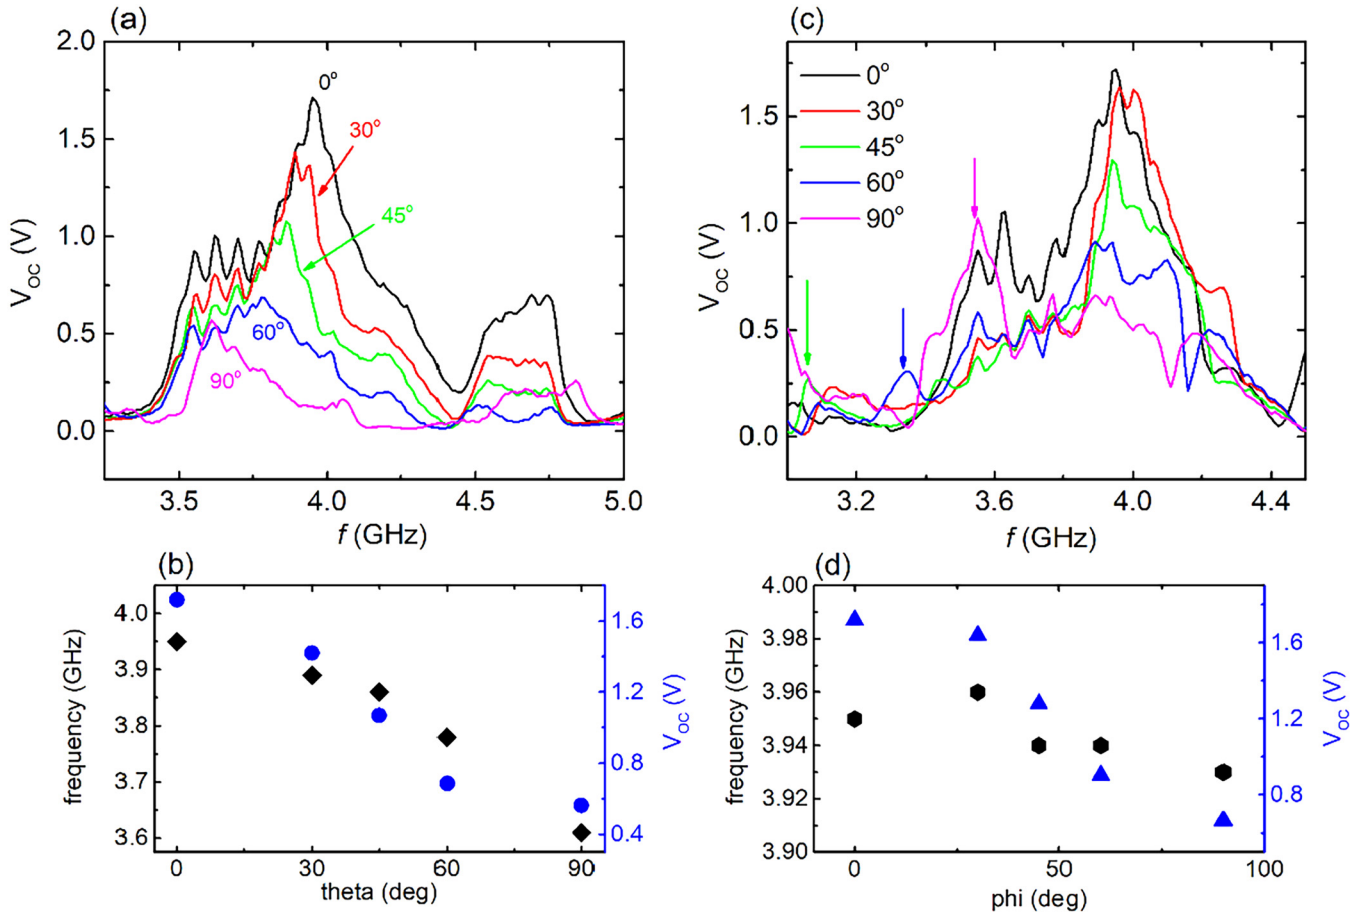 (a)
2.0
1.5
1.0
0.5
0.0
V_OC (V)
0°
30°
45°
60°
90°
3.5 4.0 4.5 5.0
f (GHz)
(c)
1.5
1.0
0.5
0.0
V_OC (V)
0°
30°
45°
60°
90°
3.2 3.6 4.0 4.4
f (GHz)
(b)
4.0
3.9
3.8
3.7
3.6
frequency (GHz)
1.6
1.2
0.8
0.4
V_OC (V)
0 30 60 90
theta (deg)
(d)
4.00
3.98
3.96
3.94
3.92
3.90
frequency (GHz)
1.6
1.2
0.8
V_OC (V)
0 50 100
phi (deg)